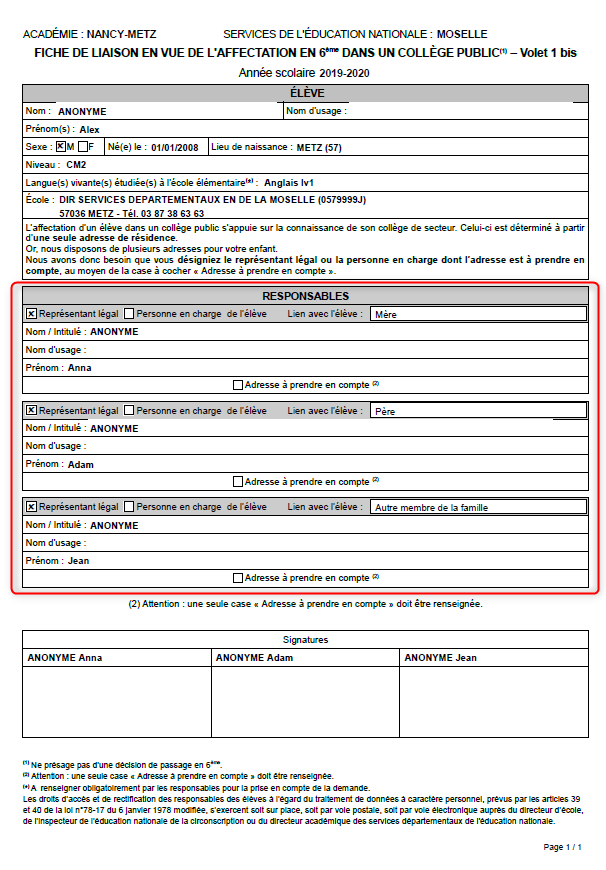 ACADÉMIE : NANCY-METZ SERVICES DE L'ÉDUCATION NATIONALE : MOSELLE
FICHE DE LIAISON EN VUE DE L'AFFECTATION EN 6ème DANS UN COLLÈGE PUBLIC(1) – Volet 1 bis
Année scolaire 2019-2020
ÉLÈVE
Nom : ANONYME Nom d'usage :
Prénom(s) : Alex
Sexe : ☒M ☐F Né(e) le : 01/01/2008 Lieu de naissance : METZ (57)
Niveau : CM2
Langue(s) vivante(s) étudiée(s) à l'école élémentaire(*) : Anglais lv1
École : DIR SERVICES DEPARTEMENTAUX EN DE LA MOSELLE (0579999J)
57036 METZ - Tél. 03 87 38 63 63
L'affectation d'un élève dans un collège public s'appuie sur la connaissance de son collège de secteur. Celui-ci est déterminé à partir
d'une seule adresse de résidence.
Or, nous disposons de plusieurs adresses pour votre enfant.
Nous avons donc besoin que vous désigniez le représentant légal ou la personne en charge dont l'adresse est à prendre en
compte, au moyen de la case à cocher « Adresse à prendre en compte ».
RESPONSABLES
☒ Représentant légal ☐ Personne en charge de l'élève Lien avec l'élève : Mère
Nom / Intitulé : ANONYME
Nom d'usage :
Prénom : Anna
☐ Adresse à prendre en compte (2)
☒ Représentant légal ☐ Personne en charge de l'élève Lien avec l'élève : Père
Nom / Intitulé : ANONYME
Nom d'usage :
Prénom : Adam
☐ Adresse à prendre en compte (2)
☒ Représentant légal ☐ Personne en charge de l'élève Lien avec l'élève : Autre membre de la famille
Nom / Intitulé : ANONYME
Nom d'usage :
Prénom : Jean
☐ Adresse à prendre en compte (2)
(2) Attention : une seule case « Adresse à prendre en compte » doit être renseignée.
Signatures
ANONYME Anna ANONYME Adam ANONYME Jean
(1) Ne présage pas d'une décision de passage en 6ème.
(2) Attention : une seule case « Adresse à prendre en compte » doit être renseignée.
(*) A renseigner obligatoirement par les responsables pour la prise en compte de la demande.
Les droits d'accès et de rectification des responsables des élèves à l'égard du traitement de données à caractère personnel, prévus par les articles 39
et 40 de la loi n°78-17 du 6 janvier 1978 modifiée, s'exercent soit sur place, soit par voie postale, soit par voie électronique auprès du directeur d'école,
de l'inspecteur de l'éducation nationale de la circonscription ou du directeur académique des services départementaux de l'éducation nationale.
Page 1 / 1